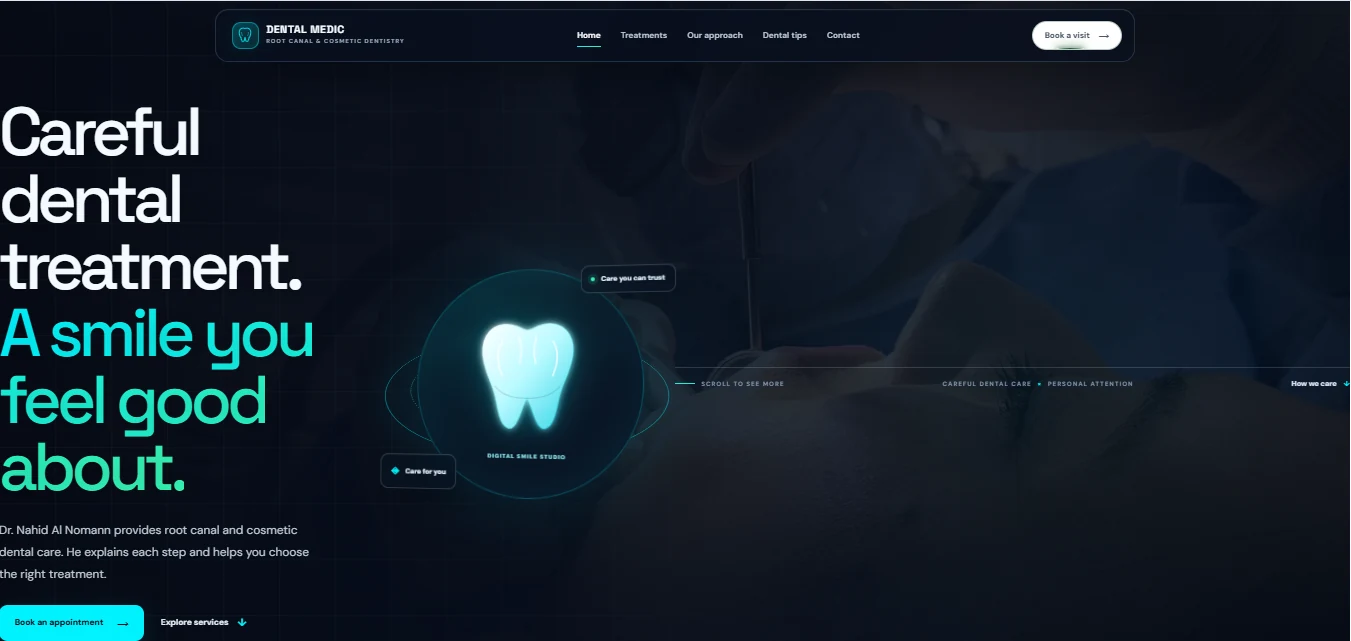 DENTAL MEDIC
ROOT CANAL & COSMETIC DENTISTRY
Home
Treatments
Our approach
Dental tips
Contact
Book a visit →
Careful
dental
treatment.
A smile you
feel good
about.
Dr. Nahid Al Nomann provides root canal and cosmetic
dental care. He explains each step and helps you choose
the right treatment.
Book an appointment →
Explore services ↓
Care you can trust
DIGITAL SMILE STUDIO
Care for you
SCROLL TO SEE MORE
CAREFUL DENTAL CARE • PERSONAL ATTENTION
How we care ↓